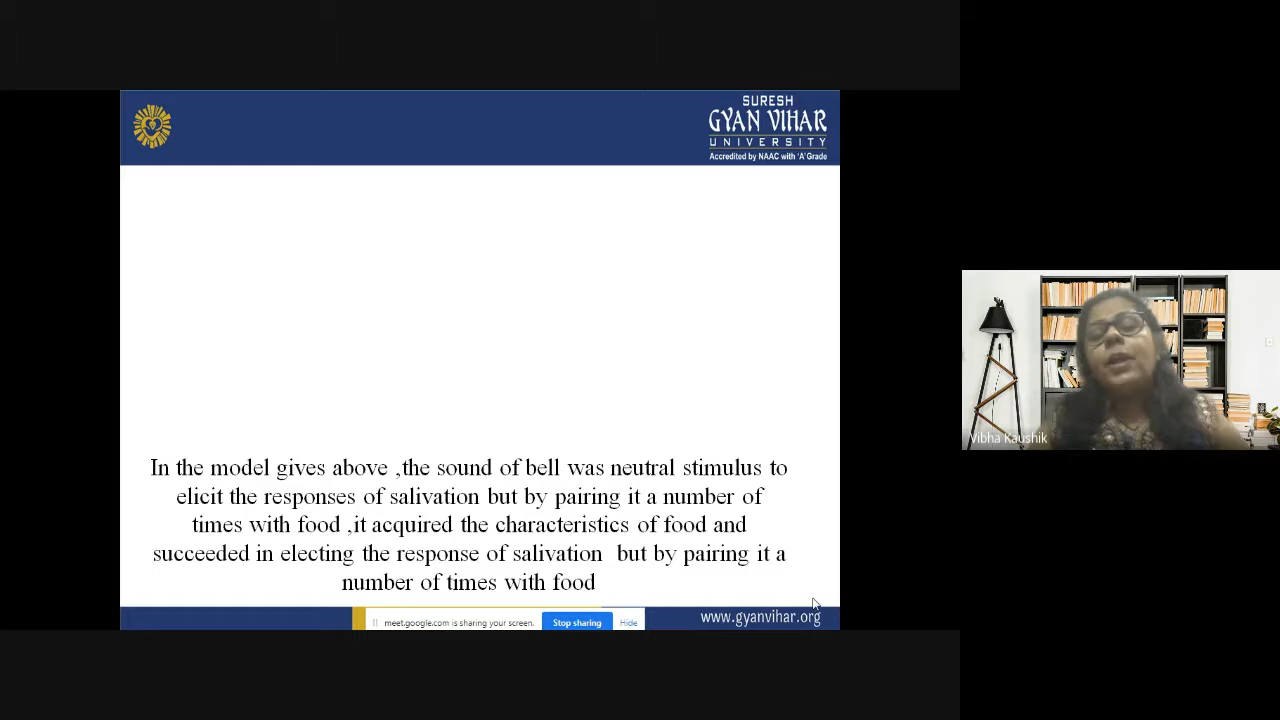 SURESH
GYAN VIHAR
UNIVERSITY
Accredited by NAAC with 'A' Grade
Vibha Kaushik
In the model gives above ,the sound of bell was neutral stimulus to
elicit the responses of salivation but by pairing it a number of
times with food ,it acquired the characteristics of food and
succeeded in electing the response of salivation but by pairing it a
number of times with food
meet.google.com is sharing your screen.
Stop sharing
Hide
www.gyanvihar.org